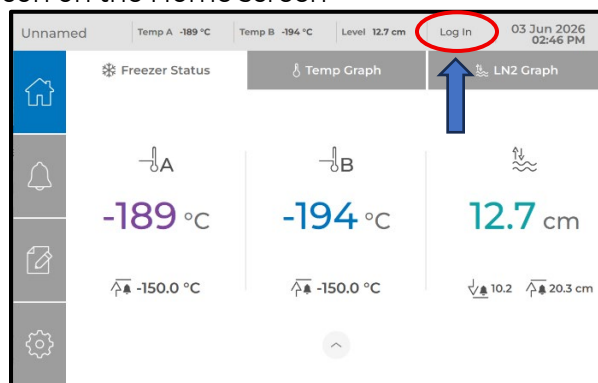 on the Home screen
Unnamed Temp A -189 °C Temp B -194 °C Level 12.7 cm Log In 03 Jun 2026
02:46 PM
Freezer Status Temp Graph LN2 Graph
A B
-189 °C -194 °C 12.7 cm
-150.0 °C -150.0 °C 10.2 20.3 cm